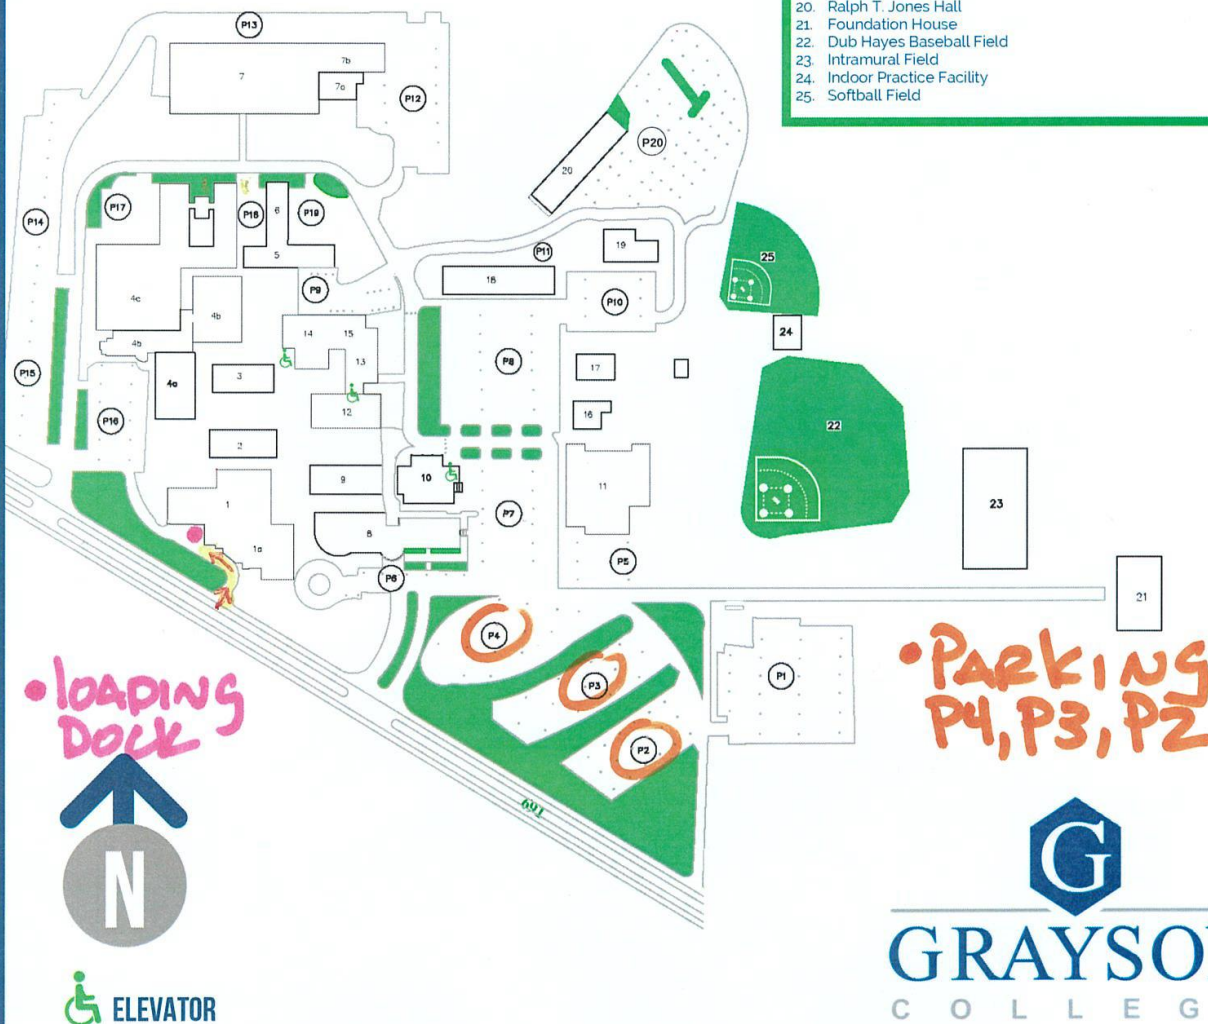 20. Ralph T. Jones Hall
21. Foundation House
22. Dub Hayes Baseball Field
23. Intramural Field
24. Indoor Practice Facility
25. Softball Field
P13
7b
7
7a
P12
P20
20
P14
P17
P18
6
P19
5
P11
19
25
18
4c
P9
P10
4b
14
15
24
4b
13
P8
17
P15
3
4a
12
16
P16
22
2
10
9
11
1
P7
23
8
1a
P5
P6
21
P4
P3
P1
P2
• PARKING
P4, P3, P2
• LOADING
DOCK
691
N
G
GRAYSO
COLLEG
ELEVATOR